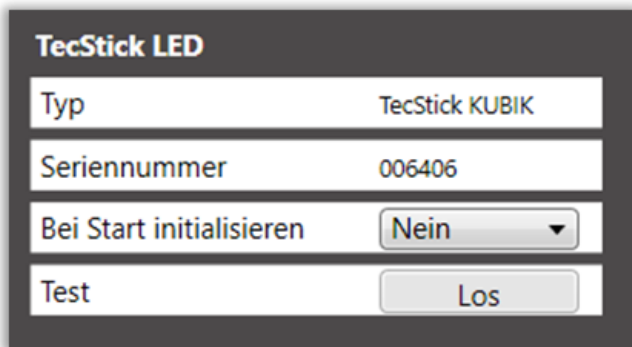 TecStick LED
Typ TecStick KUBIK
Seriennummer 006406
Bei Start initialisieren Nein
Test Los